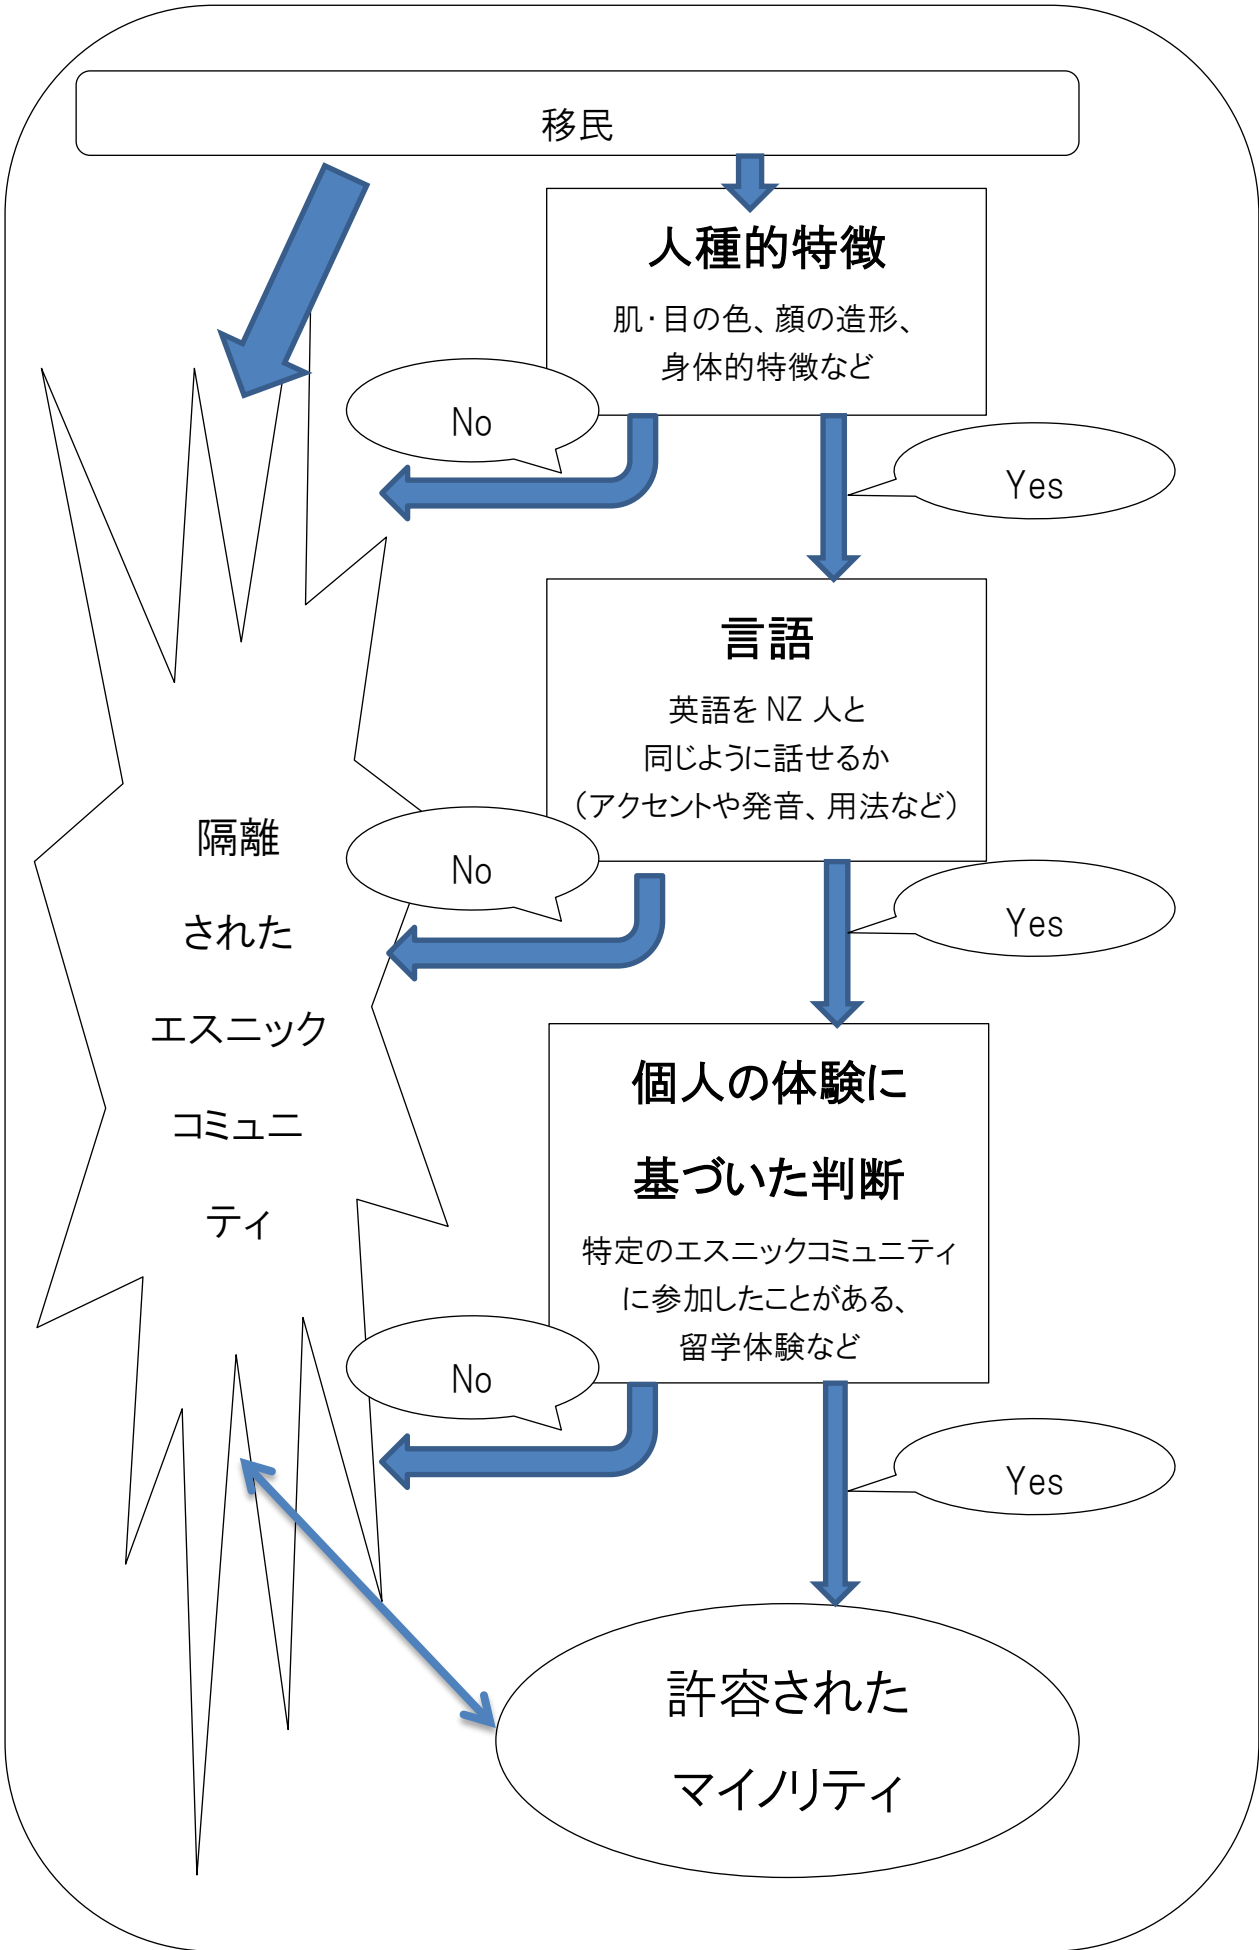 移民
人種的特徴
肌・目の色、顔の造形、
身体的特徴など
No
Yes
言語
英語を NZ 人と
同じように話せるか
（アクセントや発音、用法など）
No
Yes
隔離
された
エスニック
コミュニ
ティ
個人の体験に
基づいた判断
特定のエスニックコミュニティ
に参加したことがある、
留学体験など
No
Yes
許容された
マイノリティ